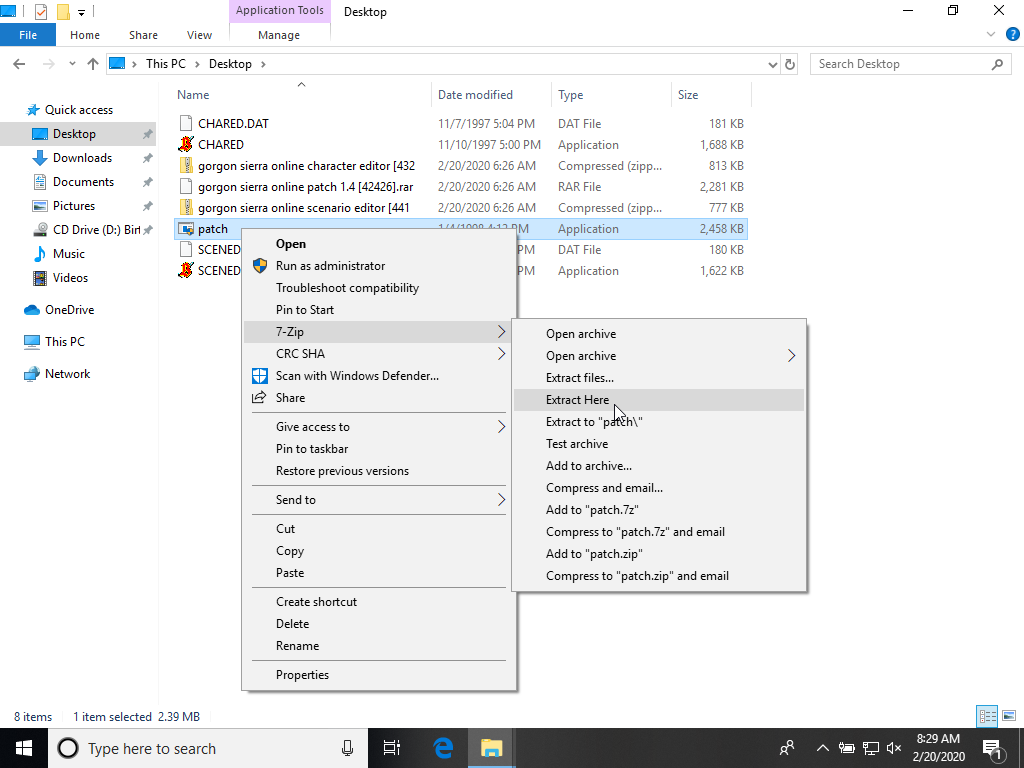 Application Tools
Desktop
File Home Share View Manage
This PC Desktop
Search Desktop
Name Date modified Type Size
Quick access
Desktop
Downloads
Documents
Pictures
CD Drive (D:) Birt
Music
Videos
OneDrive
This PC
Network
CHARED.DAT 11/7/1997 5:04 PM DAT File 181 KB
CHARED 11/10/1997 5:00 PM Application 1,688 KB
gorgon sierra online character editor [432 2/20/2020 6:26 AM Compressed (zipp... 813 KB
gorgon sierra online patch 1.4 [42426].rar 2/20/2020 6:26 AM RAR File 2,281 KB
gorgon sierra online scenario editor [441 2/20/2020 6:26 AM Compressed (zipp... 777 KB
patch 1/4/1998 4:13 PM Application 2,458 KB
SCENED PM DAT File 180 KB
SCENED PM Application 1,622 KB
Open
Run as administrator
Troubleshoot compatibility
Pin to Start
7-Zip
CRC SHA
Scan with Windows Defender...
Share
Give access to
Pin to taskbar
Restore previous versions
Send to
Cut
Copy
Paste
Create shortcut
Delete
Rename
Properties
Open archive
Open archive
Extract files...
Extract Here
Extract to "patch\"
Test archive
Add to archive...
Compress and email...
Add to "patch.7z"
Compress to "patch.7z" and email
Add to "patch.zip"
Compress to "patch.zip" and email
8 items 1 item selected 2.39 MB
Type here to search
8:29 AM
2/20/2020
1